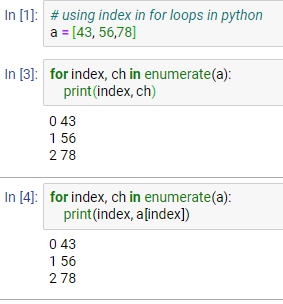 In [1]: # using index in for loops in python
a = [43, 56,78]
In [3]: for index, ch in enumerate(a):
print(index, ch)
0 43
1 56
2 78
In [4]: for index, ch in enumerate(a):
print(index, a[index])
0 43
1 56
2 78